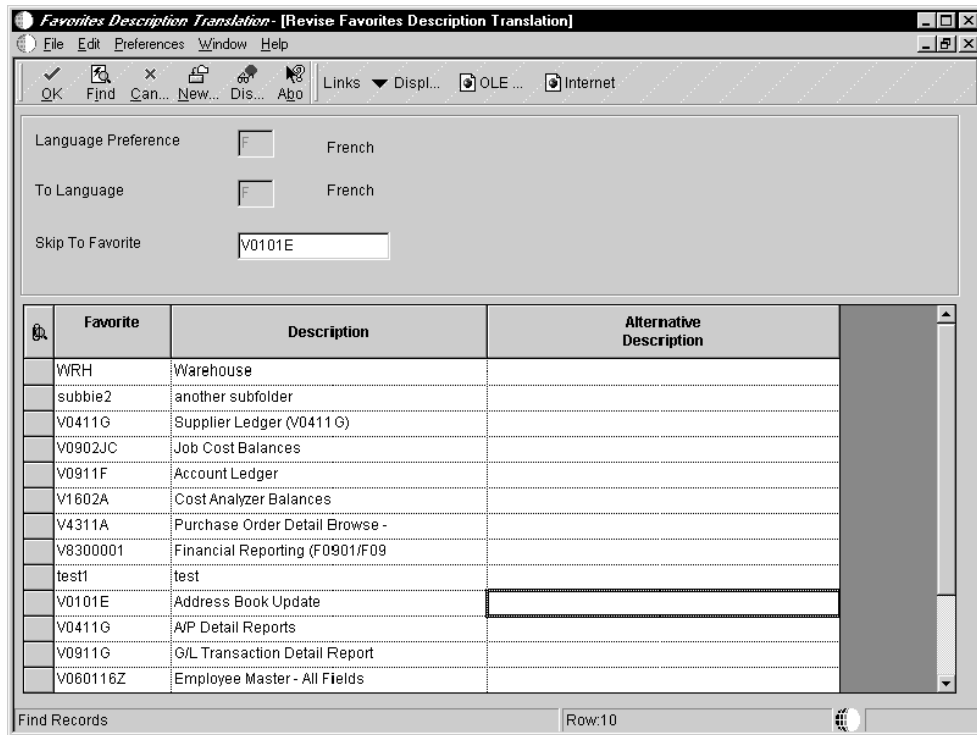 Favorites Description Translation - [Revise Favorites Description Translation]
File Edit Preferences Window Help
OK Find Can... New... Dis... Abo Links Displ... OLE ... Internet
Language Preference F French
To Language F French
Skip To Favorite V0101E
Favorite Description Alternative Description
WRH Warehouse
subbie2 another subfolder
V0411G Supplier Ledger (V0411G)
V0902JC Job Cost Balances
V0911F Account Ledger
V1602A Cost Analyzer Balances
V4311A Purchase Order Detail Browse -
V8300001 Financial Reporting (F0901/F09
test1 test
V0101E Address Book Update
V0411G A/P Detail Reports
V0911G G/L Transaction Detail Report
V060116Z Employee Master - All Fields
Find Records Row:10